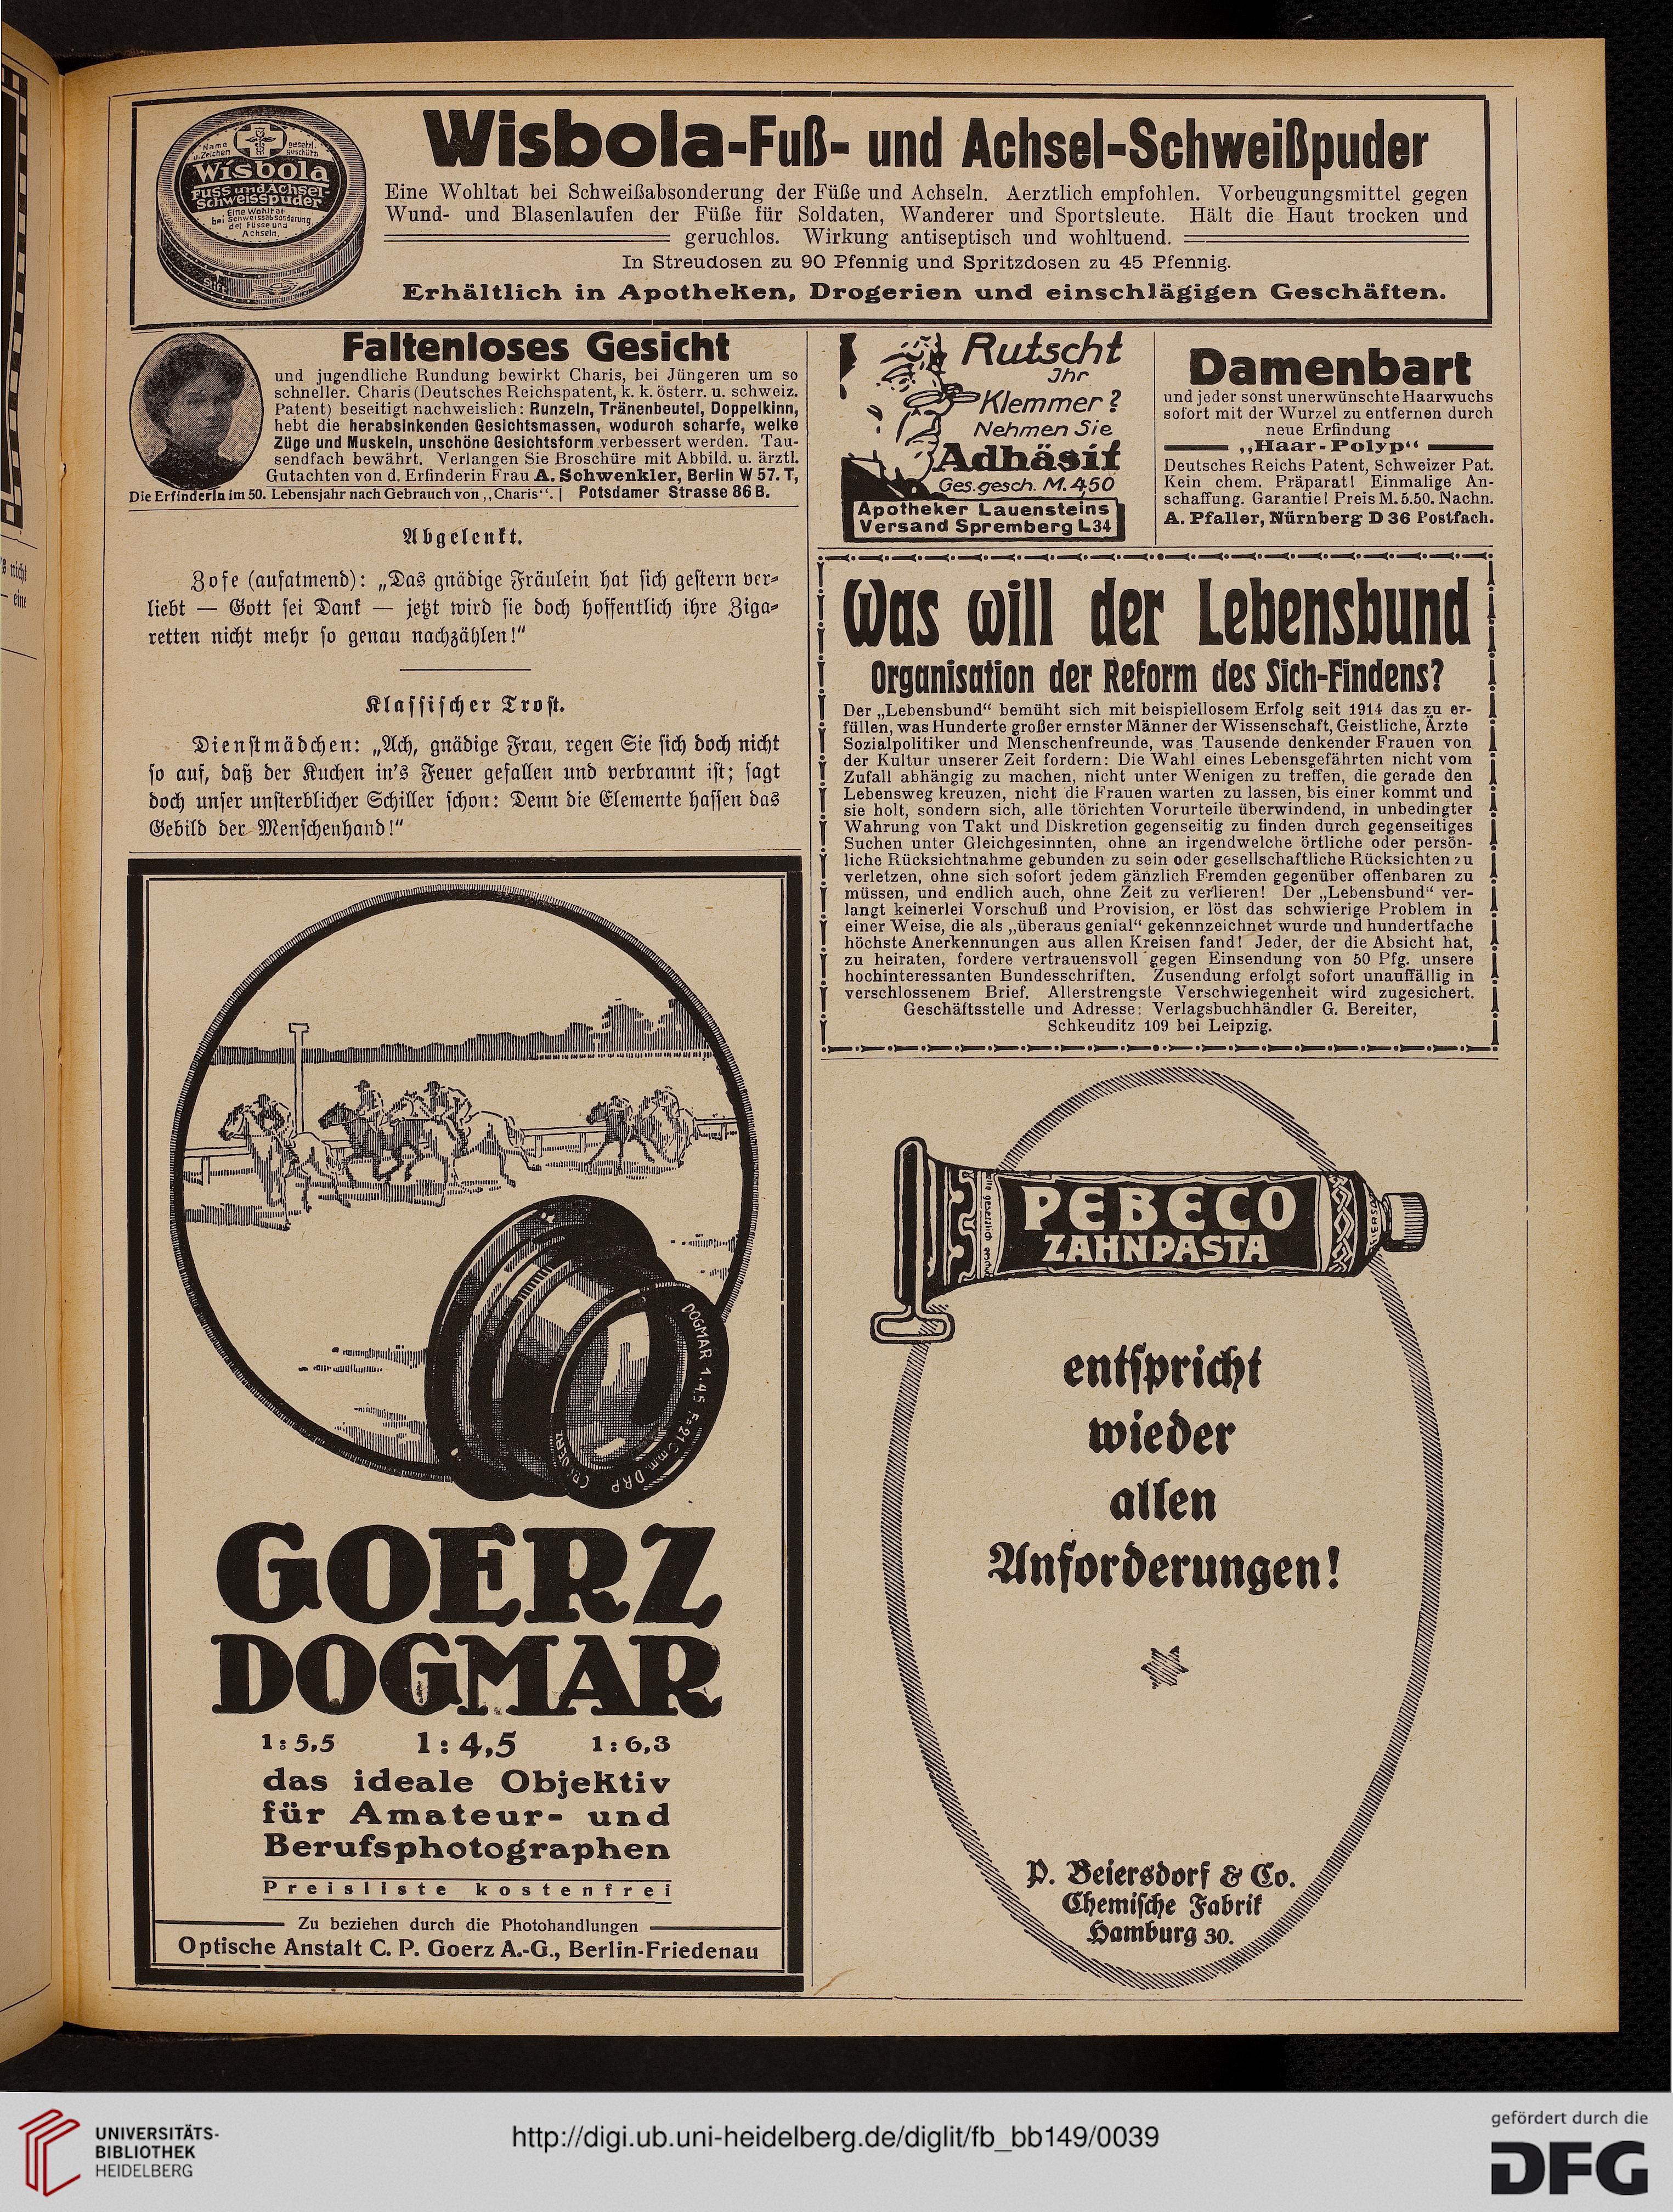 Name gesetzl.
u. Zeichen geschützt
Wisbola
Fuss und Achsel-
Schweisspuder
Eine Wohltat
bei Schweissabsonderung
der Füsse und
Achseln.
Wisbola-Fuß- und Achsel-Schweißpuder
Eine Wohltat bei Schweißabsonderung der Füße und Achseln. Aerztlich empfohlen. Vorbeugungsmittel gegen
Wund- und Blasenlaufen der Füße für Soldaten, Wanderer und Sportsleute. Hält die Haut trocken und
geruchlos. Wirkung antiseptisch und wohltuend.
In Streudosen zu 90 Pfennig und Spritzdosen zu 45 Pfennig.
Erhältlich in Apotheken, Drogerien und einschlägigen Geschäften.
Faltenloses Gesicht
und jugendliche Rundung bewirkt Charis, bei Jüngeren um so
schneller. Charis (Deutsches Reichspatent, k. k. österr. u. schweiz.
Patent) beseitigt nachweislich: Runzeln, Tränenbeutel, Doppelkinn,
hebt die herabsinkenden Gesichtsmassen, wodurch scharfe, welke
Züge und Muskeln, unschöne Gesichtsform verbessert werden. Tau-
sendfach bewährt. Verlangen Sie Broschüre mit Abbild. u. ärztl.
Gutachten von d. Erfinderin Frau A. Schwenkler, Berlin W 57. T,
Die Erfinderin im 50. Lebensjahr nach Gebrauch von „Charis“. | Potsdamer Strasse 86 B.
Rutscht
Ihr
Klemmer?
Nehmen Sie
Adhäsif
Ges. gesch. M. 4,50
Apotheker Lauensteins
Versand Spremberg L34
Damenbart
und jeder sonst unerwünschte Haarwuchs
sofort mit der Wurzel zu entfernen durch
neue Erfindung
„Haar-Polyp“
Deutsches Reichs Patent, Schweizer Pat.
Kein chem. Präparat! Einmalige An-
schaffung. Garantie! Preis M. 5.50. Nachn.
A. Pfaller, Nürnberg D 36 Postfach.
Abgelenkt.
Zofe (aufatmend): „Das gnädige Fräulein hat sich gestern ver-
liebt — Gott sei Dank — jetzt wird sie doch hoffentlich ihre Ziga-
retten nicht mehr so genau nachzählen!“
Klassischer Trost.
Dienstmädchen: „Ach, gnädige Frau, regen Sie sich doch nicht
so auf, daß der Kuchen in's Feuer gefallen und verbrannt ist; sagt
doch unser unsterblicher Schiller schon: Denn die Elemente hassen das
Gebild der Menschenhand!“
Was will der Lebensbund
Organisation der Reform des Sich-Findens?
Der „Lebensbund“ bemüht sich mit beispiellosem Erfolg seit 1914 das zu er-
füllen, was Hunderte großer ernster Männer der Wissenschaft, Geistliche, Ärzte
Sozialpolitiker und Menschenfreunde, was Tausende denkender Frauen von
der Kultur unserer Zeit fordern: Die Wahl eines Lebensgefährten nicht vom
Zufall abhängig zu machen, nicht unter Wenigen zu treffen, die gerade den
Lebensweg kreuzen, nicht die Frauen warten zu lassen, bis einer kommt und
sie holt, sondern sich, alle törichten Vorurteile überwindend, in unbedingter
Wahrung von Takt und Diskretion gegenseitig zu finden durch gegenseitiges
Suchen unter Gleichgesinnten, ohne an irgendwelche örtliche oder persön-
liche Rücksichtnahme gebunden zu sein oder gesellschaftliche Rücksichten zu
verletzen, ohne sich sofort jedem gänzlich Fremden gegenüber offenbaren zu
müssen, und endlich auch, ohne Zeit zu verlieren! Der „Lebensbund“ ver-
langt keinerlei Vorschuß und Provision, er löst das schwierige Problem in
einer Weise, die als „überaus genial“ gekennzeichnet wurde und hundertfache
höchste Anerkennungen aus allen Kreisen fand! Jeder, der die Absicht hat,
zu heiraten, fordere vertrauensvoll gegen Einsendung von 50 Pfg. unsere
hochinteressanten Bundesschriften. Zusendung erfolgt sofort unauffällig in
verschlossenem Brief. Allerstrengste Verschwiegenheit wird zugesichert.
Geschäftsstelle und Adresse: Verlagsbuchhändler G. Bereiter,
Schkeuditz 109 bei Leipzig.
DOGMAR 1:4,5 F=210mm DRP
GOERZ
DOGMAR
1:5,5 1:4,5 1:6,3
das ideale Objektiv
für Amateur- und
Berufsphotographen
Preisliste kostenfrei
Zu beziehen durch die Photohandlungen
Optische Anstalt C. P. Goerz A.-G., Berlin-Friedenau
PEBECO
ZAHNPASTA
entspricht
wieder
allen
Anforderungen!
P. Beiersdorf & Co.
Chemische Fabrik
Hamburg 30.
's nicht
— eine
UNIVERSITÄTS-
BIBLIOTHEK
HEIDELBERG
http://digi.ub.uni-heidelberg.de/diglit/fb_bb149/0039
gefördert durch die
DFG